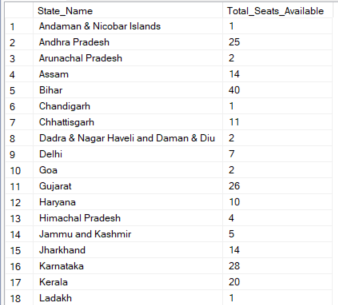 State_Name Total_Seats_Available
1 Andaman & Nicobar Islands 1
2 Andhra Pradesh 25
3 Arunachal Pradesh 2
4 Assam 14
5 Bihar 40
6 Chandigarh 1
7 Chhattisgarh 11
8 Dadra & Nagar Haveli and Daman & Diu 2
9 Delhi 7
10 Goa 2
11 Gujarat 26
12 Haryana 10
13 Himachal Pradesh 4
14 Jammu and Kashmir 5
15 Jharkhand 14
16 Karnataka 28
17 Kerala 20
18 Ladakh 1